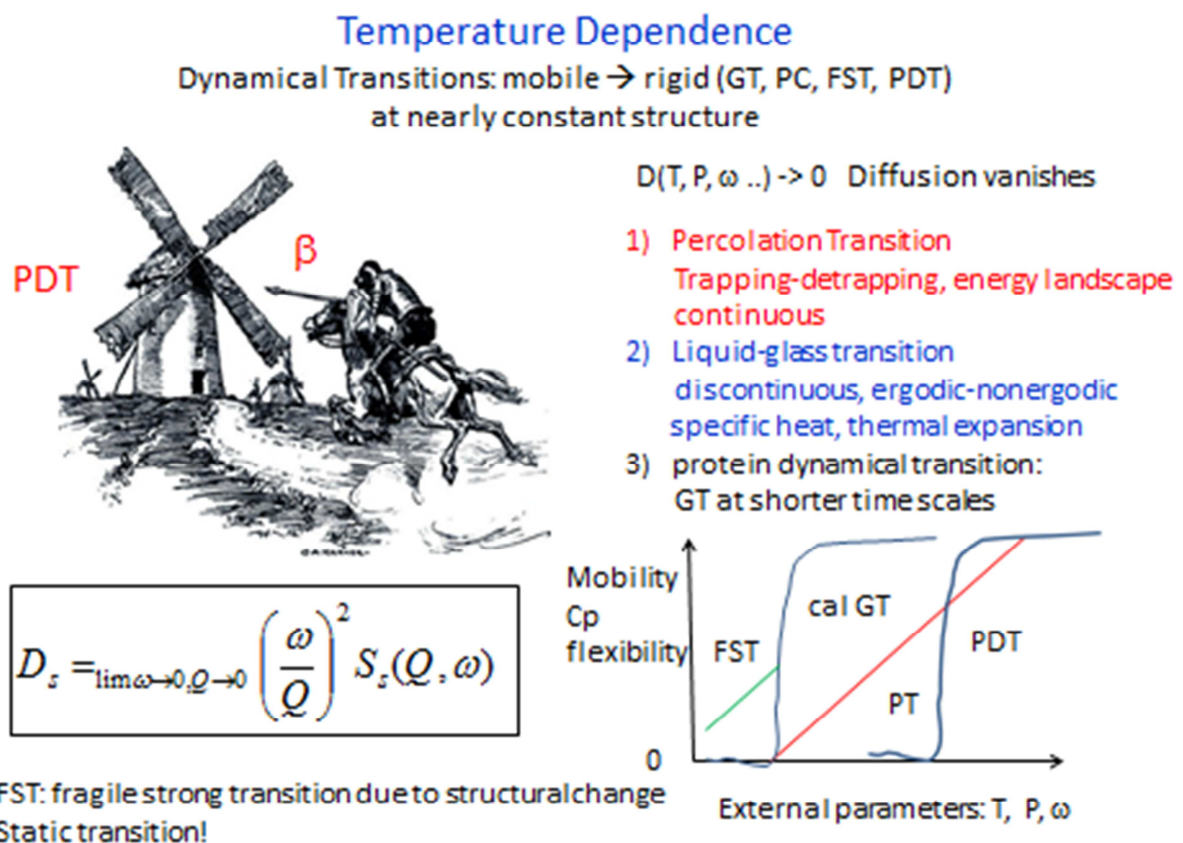 Temperature Dependence
Dynamical Transitions: mobile → rigid (GT, PC, FST, PDT)
at nearly constant structure
PDT
β
D(T, P, ω ..) -> 0 Diffusion vanishes
1) Percolation Transition
Trapping-detrapping, energy landscape
continuous
2) Liquid-glass transition
discontinuous, ergodic-nonergodic
specific heat, thermal expansion
3) protein dynamical transition:
GT at shorter time scales
D_s =_{lim ω→0,Q→0} (ω/Q)^2 S_s(Q, ω)
Mobility
Cp
flexibility
FST
cal GT
PDT
PT
0
External parameters: T, P, ω
FST: fragile strong transition due to structural change
Static transition!